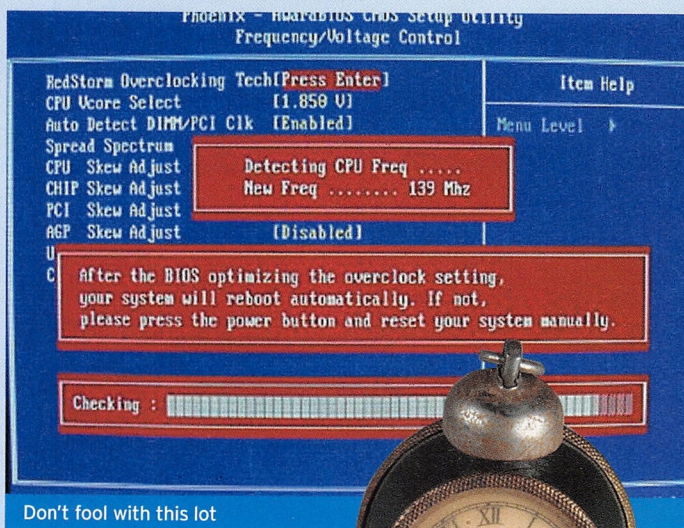 Phoenix - AwardBIOS CMOS Setup Utility
Frequency/Voltage Control
RedStorm Overclocking Tech[Press Enter]
Item Help
CPU Vcore Select [1.850 V]
Auto Detect DIMM/PCI Clk [Enabled]
Menu Level
Spread Spectrum
CPU Skew Adjust
CHIP Skew Adjust
PCI Skew Adjust
AGP Skew Adjust [Disabled]
Detecting CPU Freq .....
New Freq ........ 139 Mhz
U
C
After the BIOS optimizing the overclock setting,
your system will reboot automatically. If not,
please press the power button and reset your system manually.
Checking :
Don't fool with this lot
XII